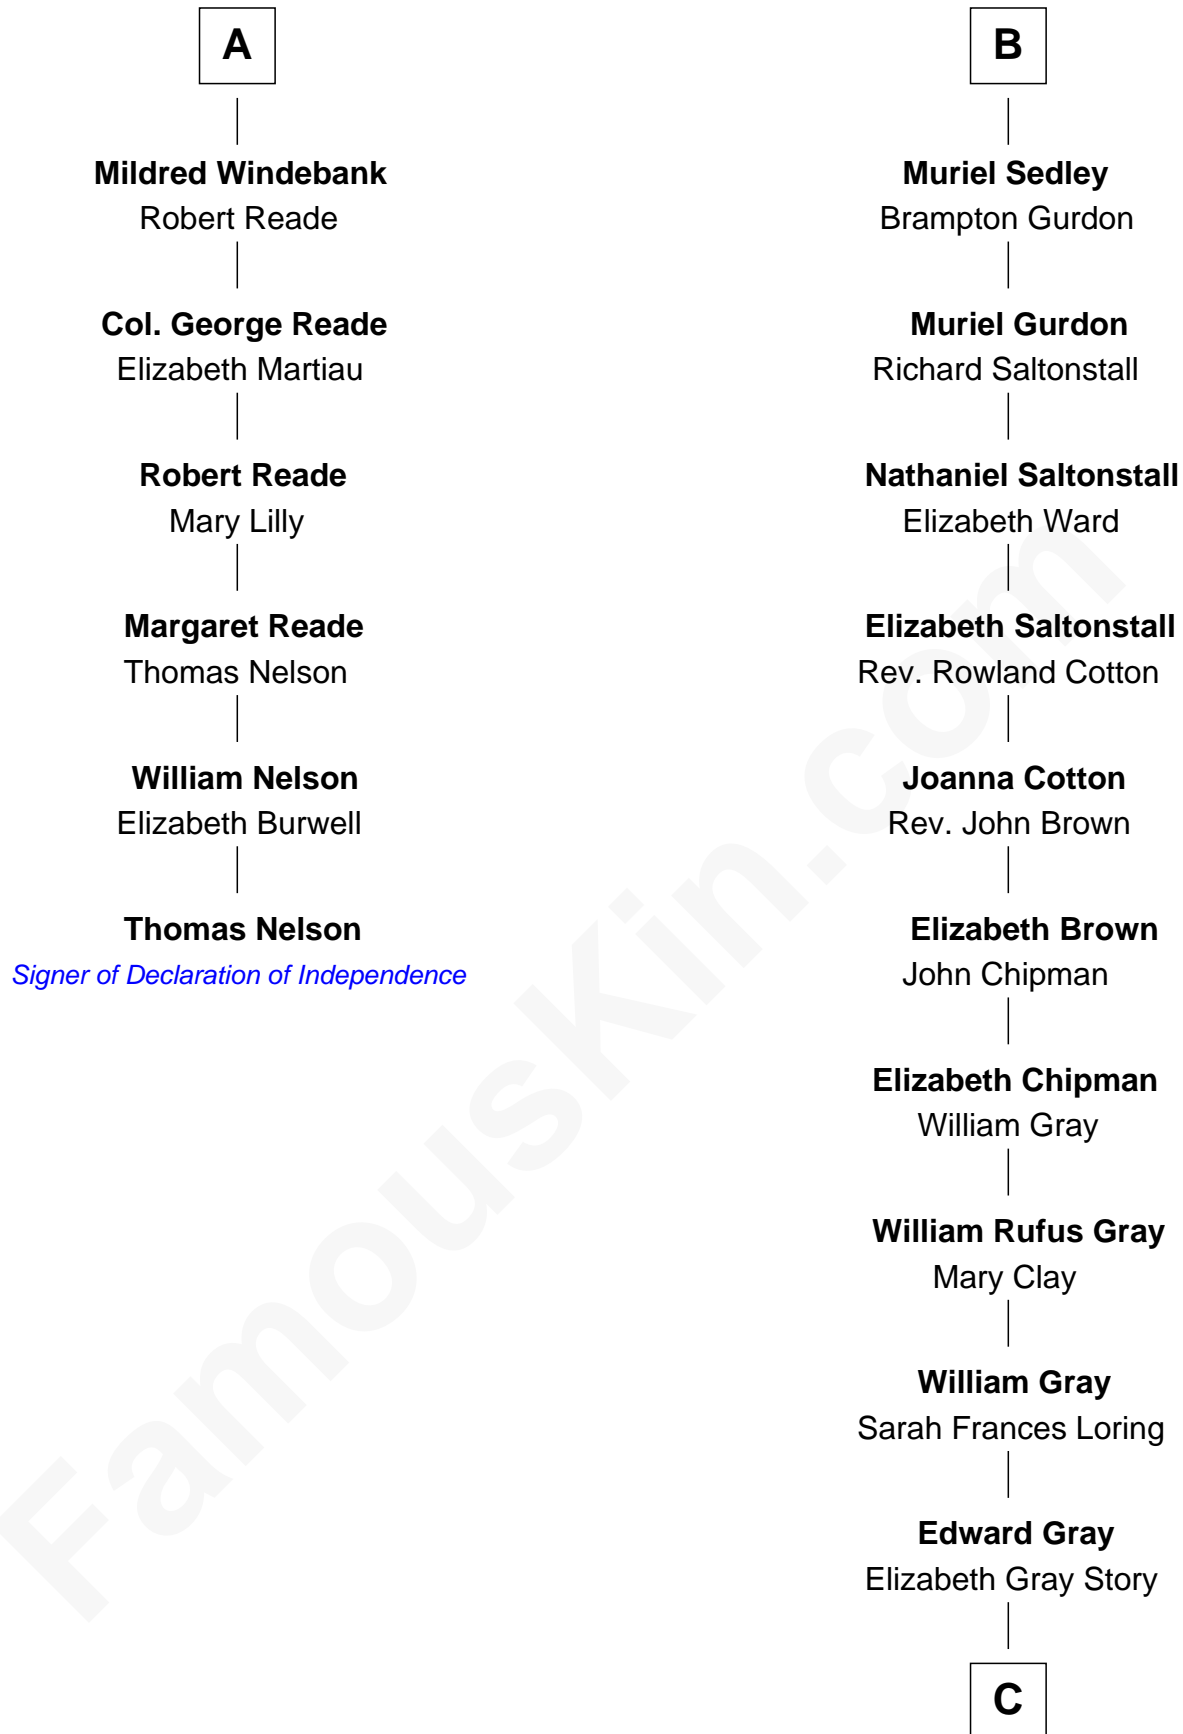 A
Mildred Windebank
Robert Reade
Col. George Reade
Elizabeth Martiau
Robert Reade
Mary Lilly
Margaret Reade
Thomas Nelson
William Nelson
Elizabeth Burwell
Thomas Nelson
Signer of Declaration of Independence
B
Muriel Sedley
Brampton Gurdon
Muriel Gurdon
Richard Saltonstall
Nathaniel Saltonstall
Elizabeth Ward
Elizabeth Saltonstall
Rev. Rowland Cotton
Joanna Cotton
Rev. John Brown
Elizabeth Brown
John Chipman
Elizabeth Chipman
William Gray
William Rufus Gray
Mary Clay
William Gray
Sarah Frances Loring
Edward Gray
Elizabeth Gray Story
C
FamousKin.com